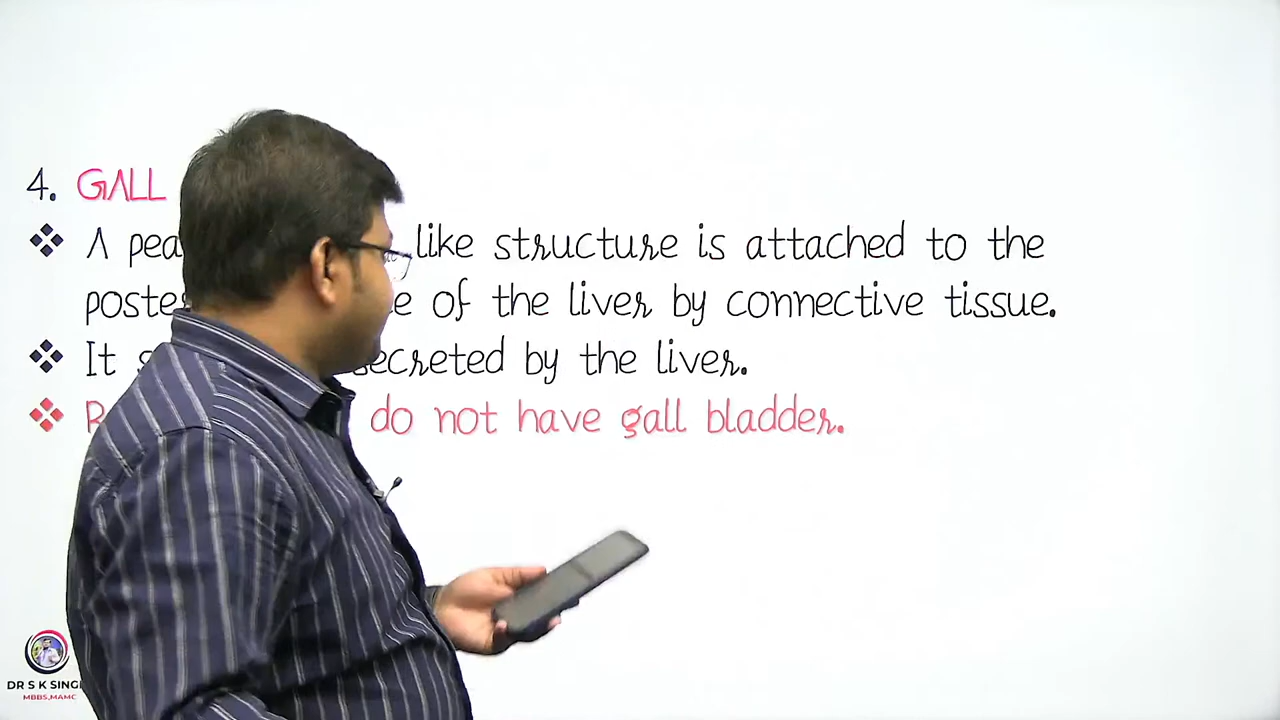 4. GALL
❖ A pea like structure is attached to the
poste e of the liver by connective tissue.
❖ It s ecreted by the liver.
❖ R do not have gall bladder.
DR S K SINGH
MBBS,MAMC